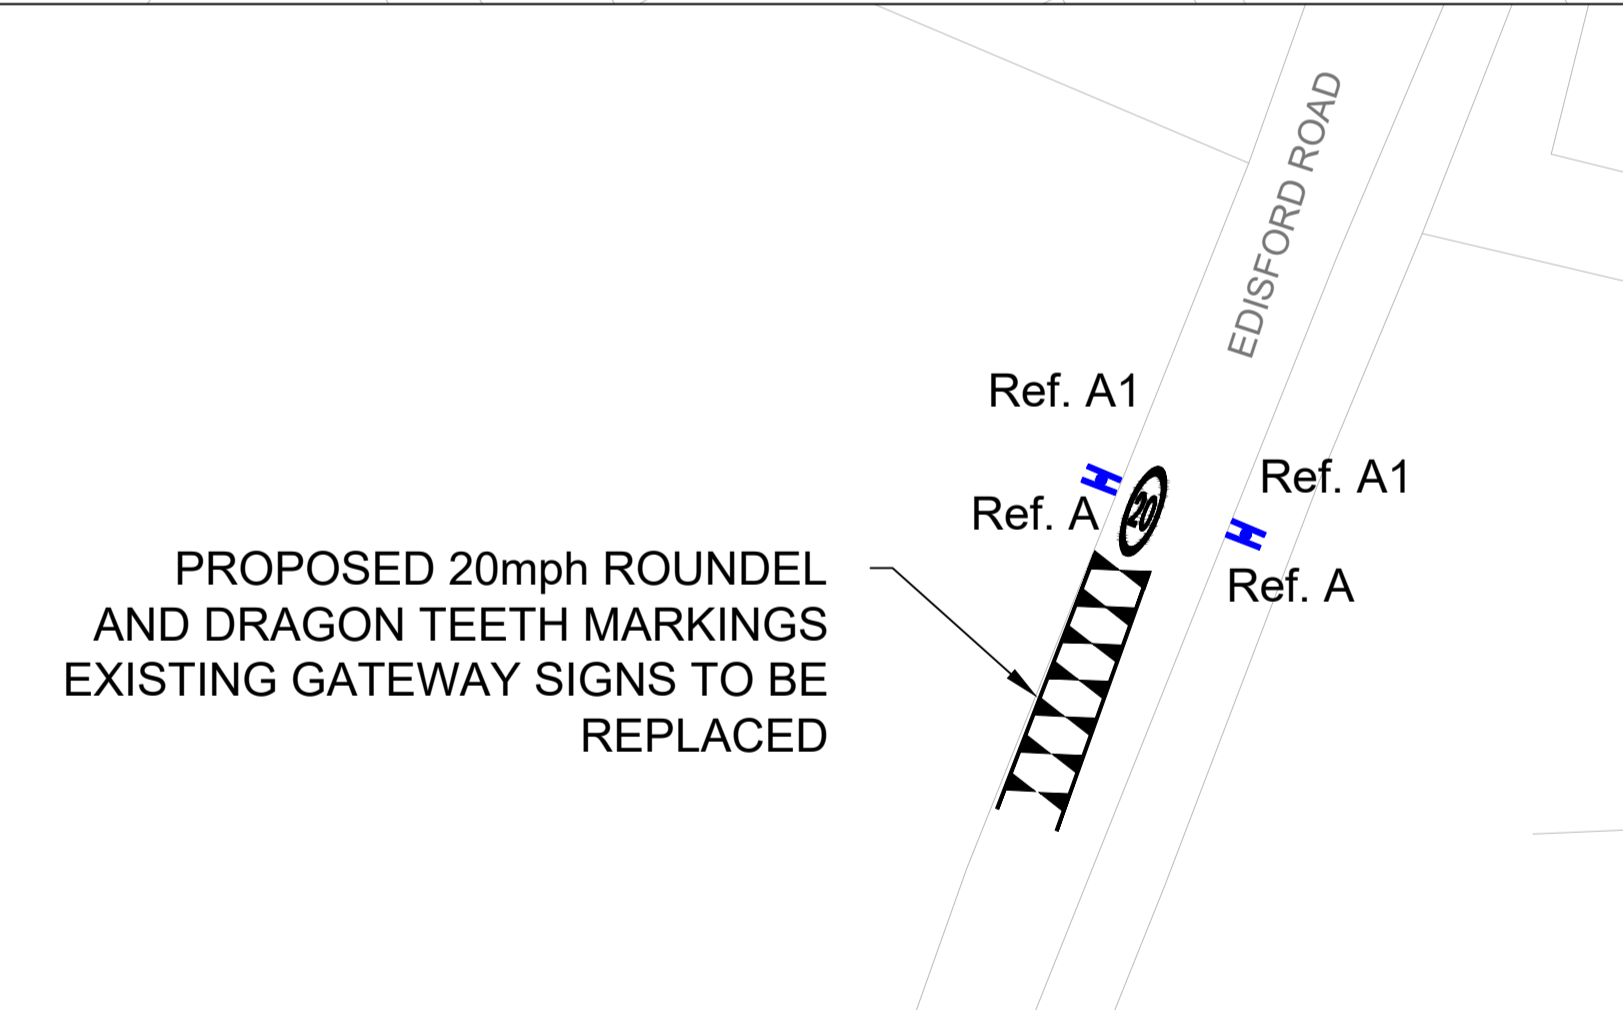 EDISFORD ROAD
Ref. A1
Ref. A1
20
Ref. A
Ref. A
PROPOSED 20mph ROUNDEL
AND DRAGON TEETH MARKINGS
EXISTING GATEWAY SIGNS TO BE
REPLACED